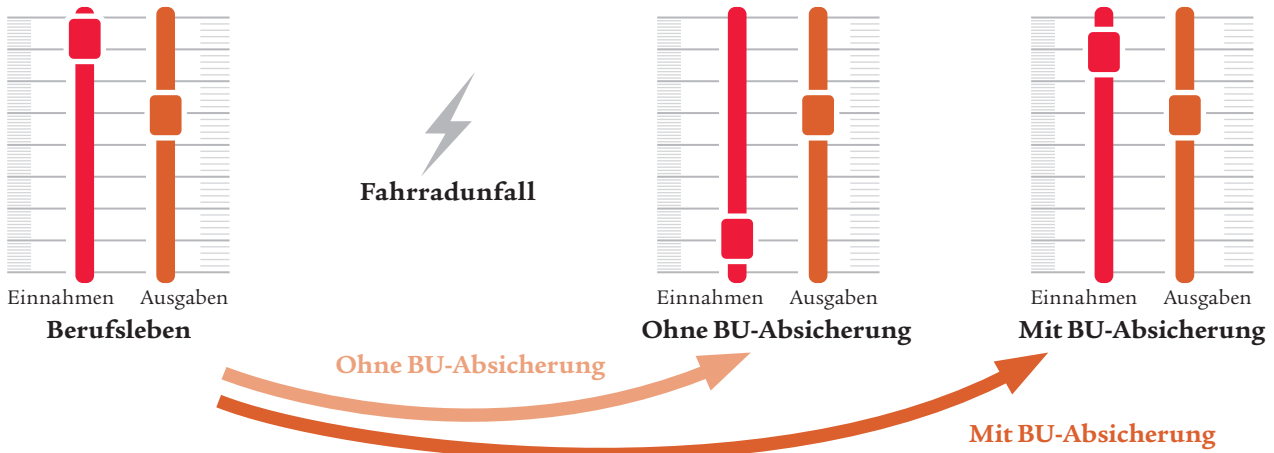 Fahrradunfall
Einnahmen Ausgaben
Berufsleben
Einnahmen Ausgaben
Ohne BU-Absicherung
Einnahmen Ausgaben
Mit BU-Absicherung
Ohne BU-Absicherung
Mit BU-Absicherung